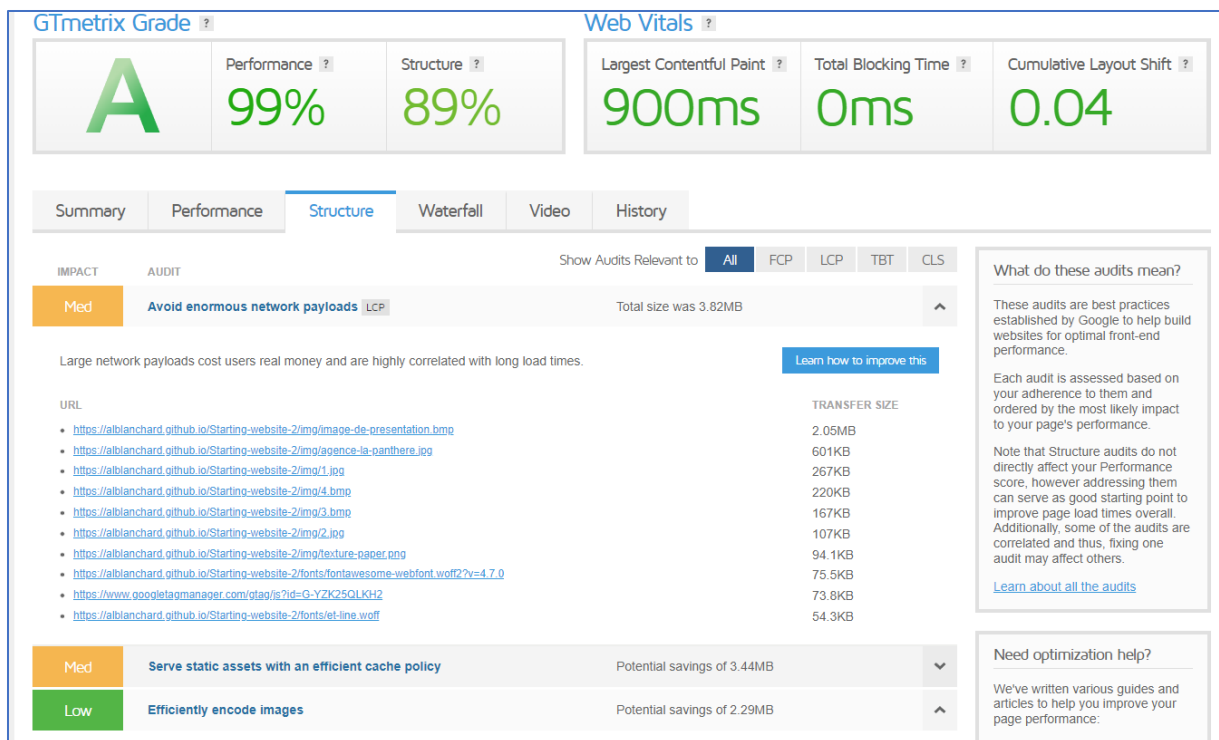 GTmetrix Grade ?
Web Vitals ?
A
Performance ?
99%
Structure ?
89%
Largest Contentful Paint ?
900ms
Total Blocking Time ?
0ms
Cumulative Layout Shift ?
0.04
Summary
Performance
Structure
Waterfall
Video
History
Show Audits Relevant to All FCP LCP TBT CLS
IMPACT AUDIT
Med Avoid enormous network payloads LCP Total size was 3.82MB
Large network payloads cost users real money and are highly correlated with long load times.
Learn how to improve this
URL TRANSFER SIZE
https://alblanchard.github.io/Starting-website-2/img/image-de-presentation.bmp 2.05MB
https://alblanchard.github.io/Starting-website-2/img/agence-la-panthere.jpg 601KB
https://alblanchard.github.io/Starting-website-2/img/1.jpg 267KB
https://alblanchard.github.io/Starting-website-2/img/4.bmp 220KB
https://alblanchard.github.io/Starting-website-2/img/3.bmp 167KB
https://alblanchard.github.io/Starting-website-2/img/2.jpg 107KB
https://alblanchard.github.io/Starting-website-2/img/texture-paper.png 94.1KB
https://alblanchard.github.io/Starting-website-2/fonts/fontawesome-webfont.woff2?v=4.7.0 75.5KB
https://www.googletagmanager.com/gtag/js?id=G-YZK25QLKH2 73.8KB
https://alblanchard.github.io/Starting-website-2/fonts/et-line.woff 54.3KB
Med Serve static assets with an efficient cache policy Potential savings of 3.44MB
Low Efficiently encode images Potential savings of 2.29MB
What do these audits mean?
These audits are best practices
established by Google to help build
websites for optimal front-end
performance.
Each audit is assessed based on
your adherence to them and
ordered by the most likely impact
to your page's performance.
Note that Structure audits do not
directly affect your Performance
score, however addressing them
can serve as good starting point to
improve page load times overall.
Additionally, some of the audits are
correlated and thus, fixing one
audit may affect others.
Learn about all the audits
Need optimization help?
We've written various guides and
articles to help you improve your
page performance: